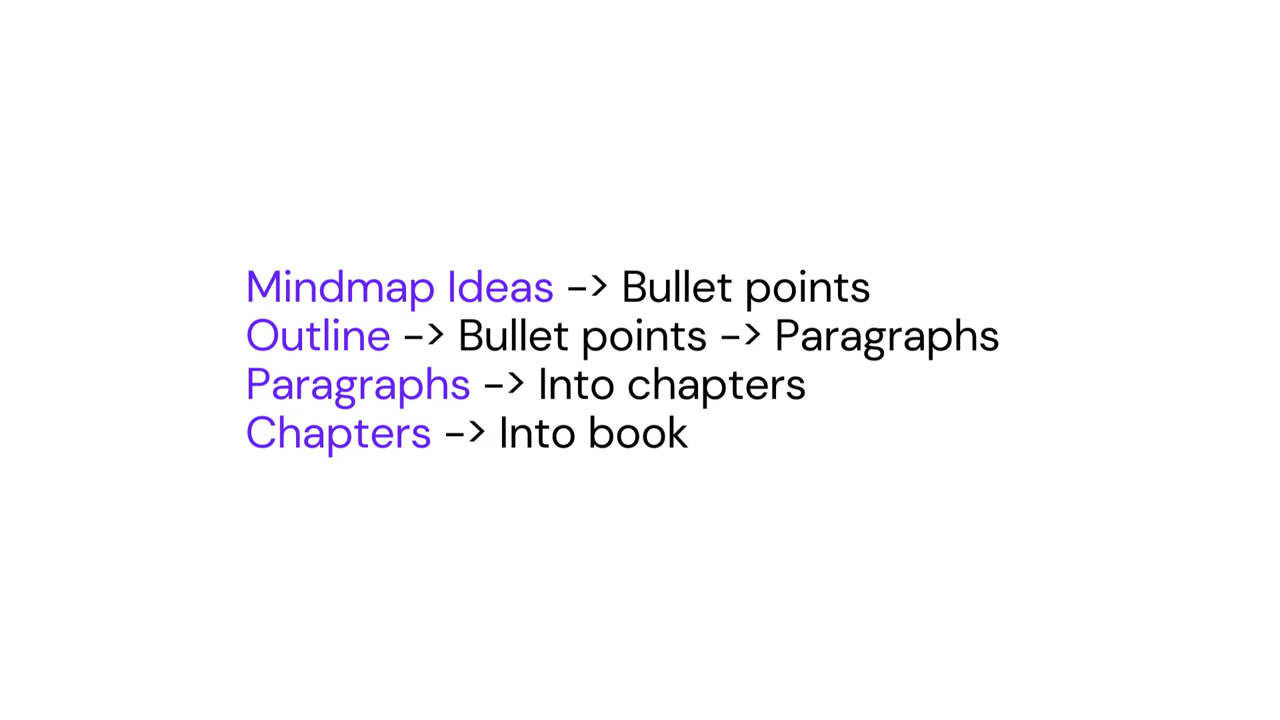 Mindmap Ideas -> Bullet points
Outline -> Bullet points -> Paragraphs
Paragraphs -> Into chapters
Chapters -> Into book